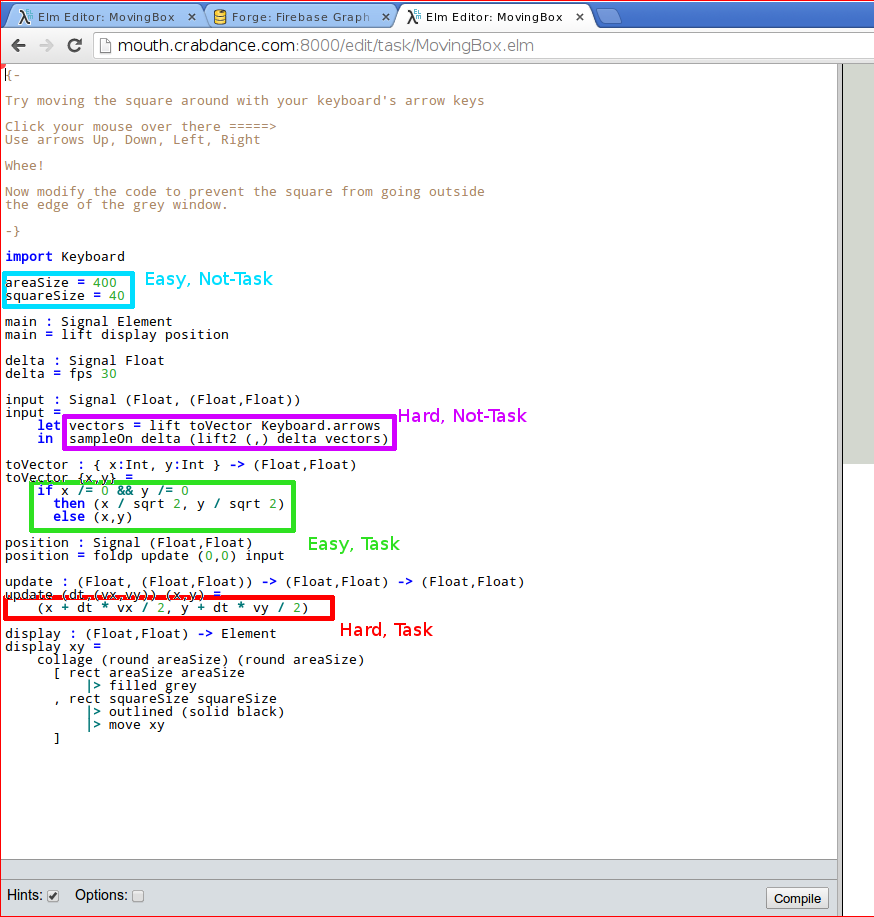 Elm Editor: MovingBox
Forge: Firebase Graph
Elm Editor: MovingBox
mouth.crabdance.com:8000/edit/task/MovingBox.elm
{-
Try moving the square around with your keyboard's arrow keys
Click your mouse over there =====>
Use arrows Up, Down, Left, Right
Whee!
Now modify the code to prevent the square from going outside
the edge of the grey window.
-}
import Keyboard
areaSize = 400
Easy, Not-Task
squareSize = 40
main : Signal Element
main = lift display position
delta : Signal Float
delta = fps 30
input : Signal (Float, (Float,Float))
input =
Hard, Not-Task
let vectors = lift toVector Keyboard.arrows
in sampleOn delta (lift2 (,) delta vectors)
toVector : { x:Int, y:Int } -> (Float,Float)
toVector {x,y} =
if x /= 0 && y /= 0
then (x / sqrt 2, y / sqrt 2)
else (x,y)
position : Signal (Float,Float)
Easy, Task
position = foldp update (0,0) input
update : (Float, (Float,Float)) -> (Float,Float) -> (Float,Float)
update (dt,(vx,vy)) (x,y) =
(x + dt * vx / 2, y + dt * vy / 2)
Hard, Task
display : (Float,Float) -> Element
display xy =
collage (round areaSize) (round areaSize)
[ rect areaSize areaSize
|> filled grey
, rect squareSize squareSize
|> outlined (solid black)
|> move xy
]
Hints: Options:
Compile